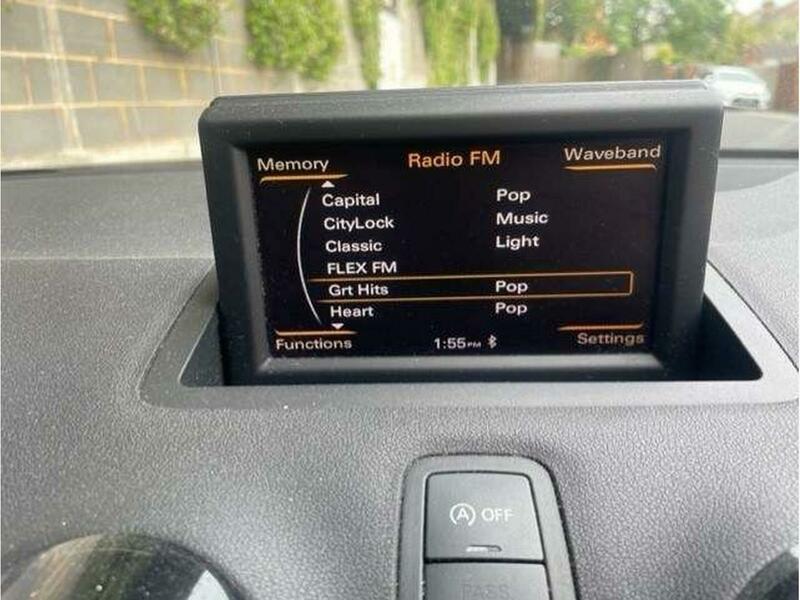 Memory Radio FM Waveband
Capital Pop
CityLock Music
Classic Light
FLEX FM
Grt Hits Pop
Heart Pop
Functions 1:55PM Settings
A OFF
PASS